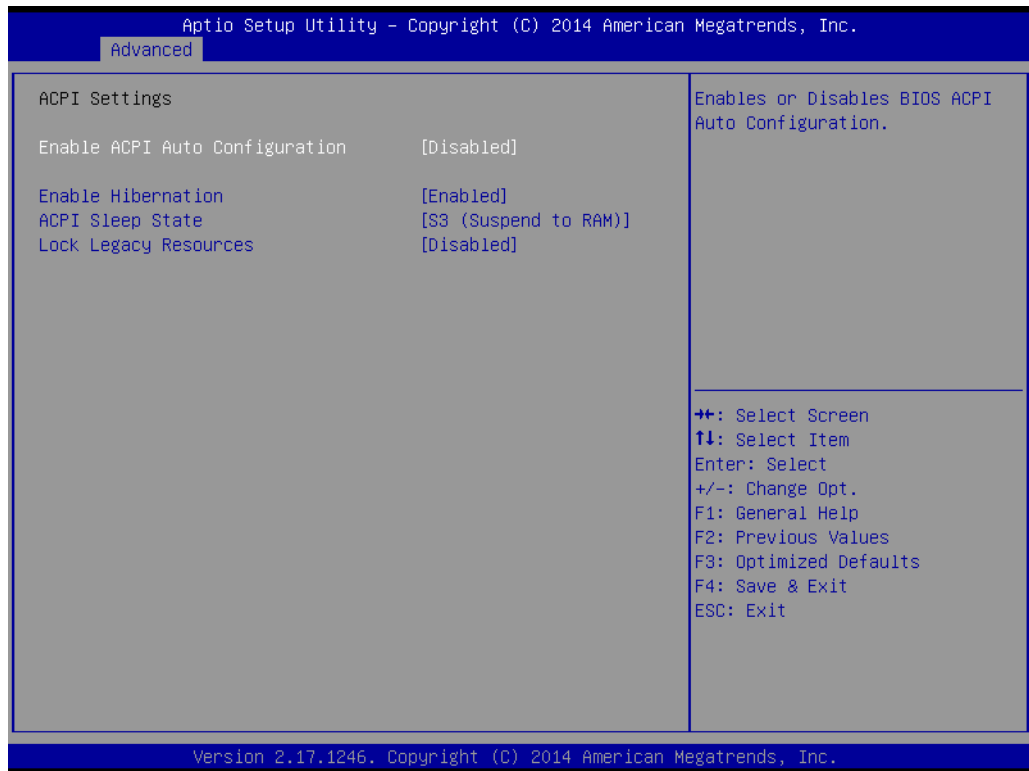 Aptio Setup Utility – Copyright (C) 2014 American Megatrends, Inc.
Advanced
ACPI Settings
Enable ACPI Auto Configuration [Disabled]
Enable Hibernation [Enabled]
ACPI Sleep State [S3 (Suspend to RAM)]
Lock Legacy Resources [Disabled]
Enables or Disables BIOS ACPI
Auto Configuration.
→←: Select Screen
↑↓: Select Item
Enter: Select
+/-: Change Opt.
F1: General Help
F2: Previous Values
F3: Optimized Defaults
F4: Save & Exit
ESC: Exit
Version 2.17.1246. Copyright (C) 2014 American Megatrends, Inc.